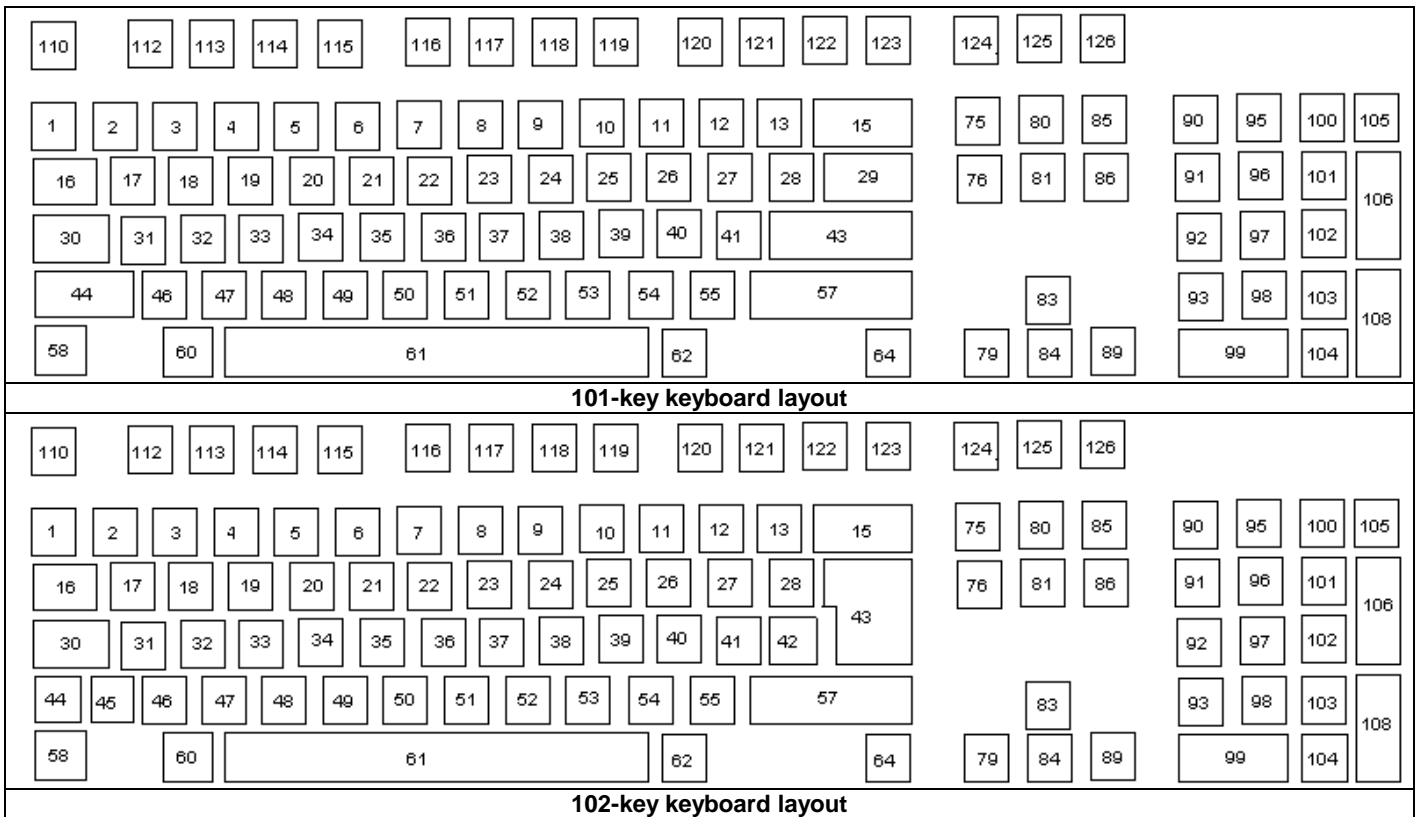 110 112 113 114 115 116 117 118 119 120 121 122 123 124. 125 126
1 2 3 4 5 6 7 8 9 10 11 12 13 15 75 80 85 90 95 100 105
16 17 18 19 20 21 22 23 24 25 26 27 28 29 76 81 86 91 96 101 106
30 31 32 33 34 35 36 37 38 39 40 41 43 92 97 102
44 46 47 48 49 50 51 52 53 54 55 57 83 93 98 103 108
58 60 61 62 64 79 84 89 99 104
101-key keyboard layout
110 112 113 114 115 116 117 118 119 120 121 122 123 124. 125 126
1 2 3 4 5 6 7 8 9 10 11 12 13 15 75 80 85 90 95 100 105
16 17 18 19 20 21 22 23 24 25 26 27 28 43 76 81 86 91 96 101 106
30 31 32 33 34 35 36 37 38 39 40 41 42 92 97 102
44 45 46 47 48 49 50 51 52 53 54 55 57 83 93 98 103 108
58 60 61 62 64 79 84 89 99 104
102-key keyboard layout